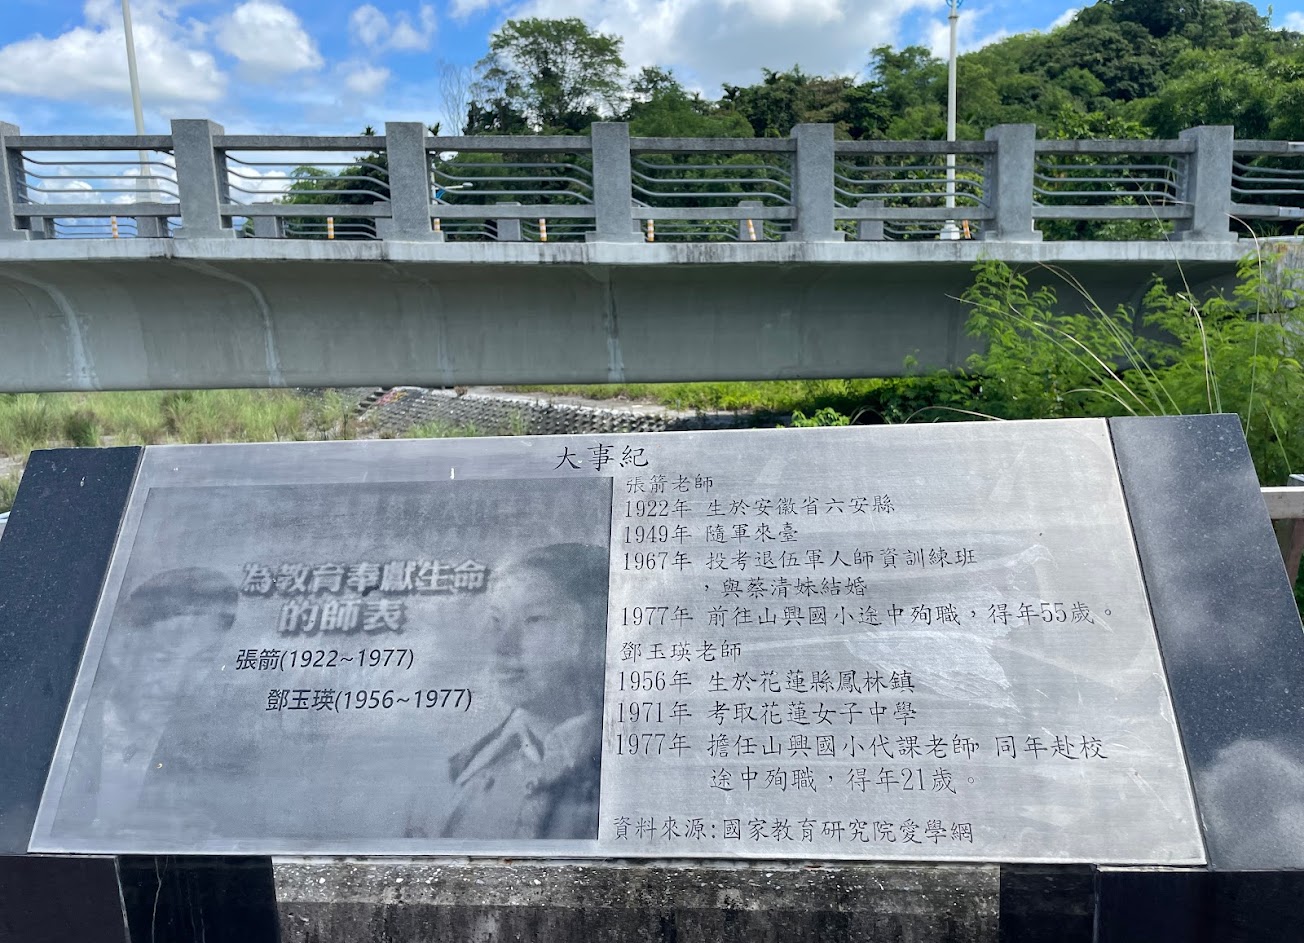 大事紀
為教育奉獻生命
的師表
張箭(1922~1977)
鄧玉瑛(1956~1977)
張箭老師
1922年 生於安徽省六安縣
1949年 隨軍來臺
1967年 投考退伍軍人師資訓練班
，與蔡清妹結婚
1977年 前往山興國小途中殉職，得年55歲。
鄧玉瑛老師
1956年 生於花蓮縣鳳林鎮
1971年 考取花蓮女子中學
1977年 擔任山興國小代課老師，同年赴校
途中殉職，得年21歲。
資料來源:國家教育研究院愛學網